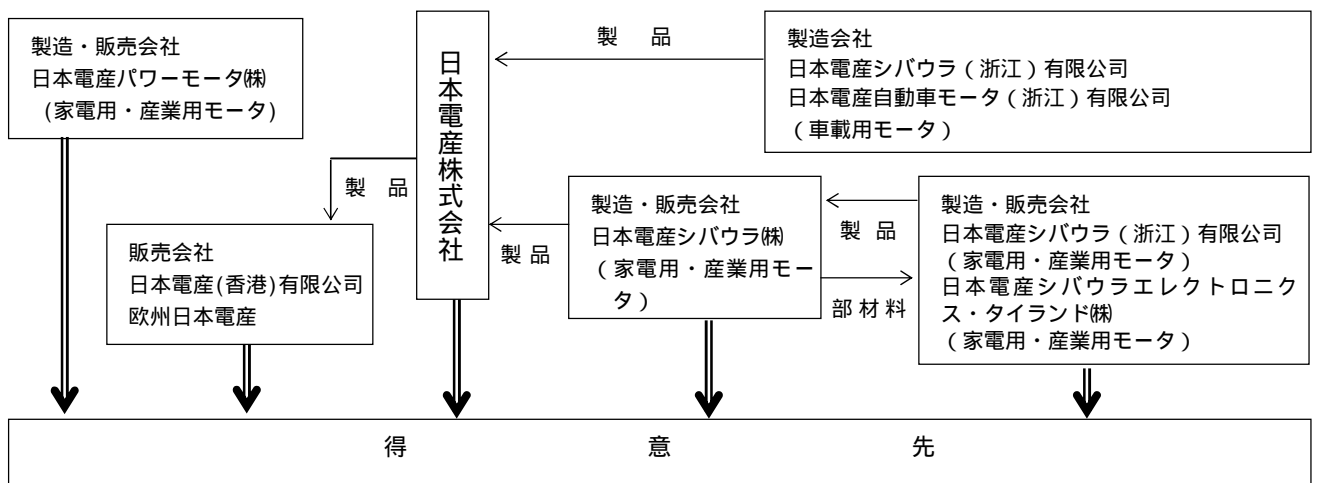 製造・販売会社
日本電産パワーモータ㈱
(家電用・産業用モータ)
日本電産株式会社
製品
製造会社
日本電産シバウラ（浙江）有限公司
日本電産自動車モータ（浙江）有限公司
（車載用モータ）
製品
販売会社
日本電産(香港)有限公司
欧州日本電産
製品
製造・販売会社
日本電産シバウラ㈱
（家電用・産業用モー
タ）
製品
部材料
製造・販売会社
日本電産シバウラ（浙江）有限公司
（家電用・産業用モータ）
日本電産シバウラエレクトロニク
ス・タイランド㈱
（家電用・産業用モータ）
得意先